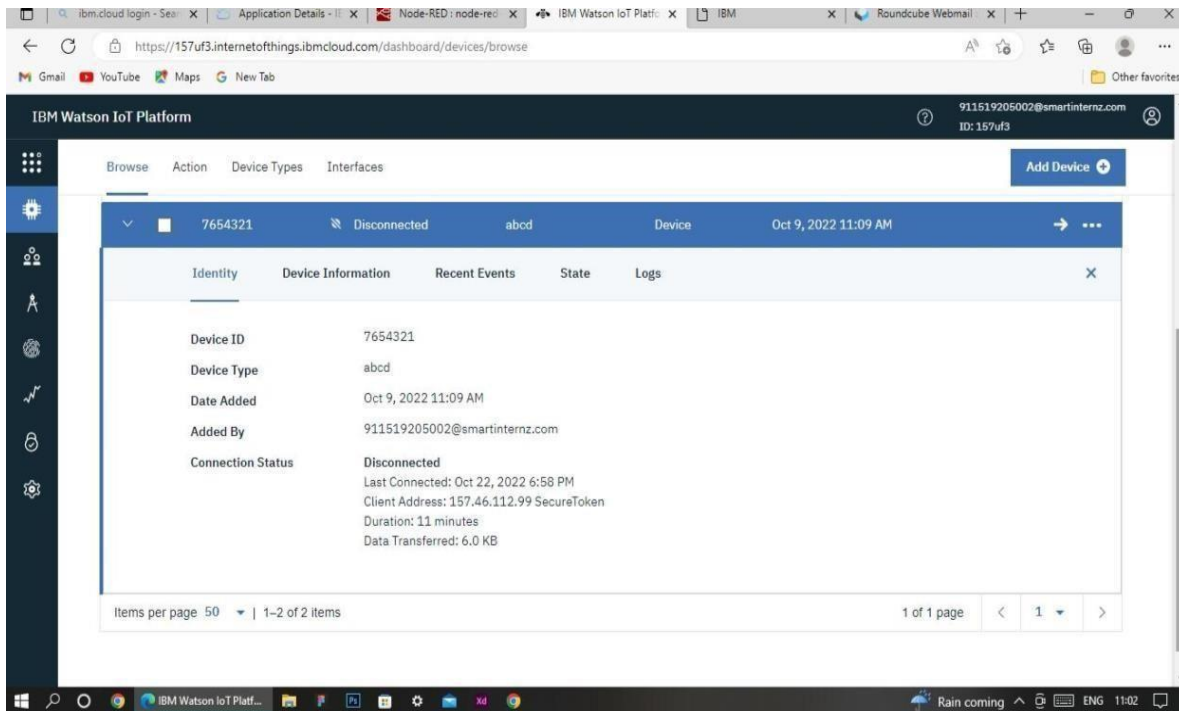 ibm.cloud login - Sear
Application Details - I
Node-RED : node-red
IBM Watson IoT Platfo
IBM
Roundcube Webmail
https://157uf3.internetofthings.ibmcloud.com/dashboard/devices/browse
Gmail YouTube Maps New Tab Other favorites
IBM Watson IoT Platform
911519205002@smartinternz.com
ID: 157uf3
Browse Action Device Types Interfaces Add Device
7654321 Disconnected abcd Device Oct 9, 2022 11:09 AM
Identity Device Information Recent Events State Logs
Device ID 7654321
Device Type abcd
Date Added Oct 9, 2022 11:09 AM
Added By 911519205002@smartinternz.com
Connection Status Disconnected
Last Connected: Oct 22, 2022 6:58 PM
Client Address: 157.46.112.99 SecureToken
Duration: 11 minutes
Data Transferred: 6.0 KB
Items per page 50 | 1–2 of 2 items 1 of 1 page < 1 >
IBM Watson IoT Platf... Ps Xd Rain coming ENG 11:02